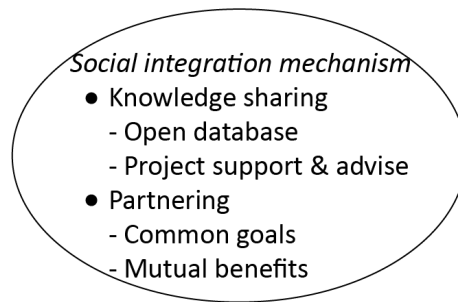 Social integration mechanism
● Knowledge sharing
- Open database
- Project support & advise
● Partnering
- Common goals
- Mutual benefits